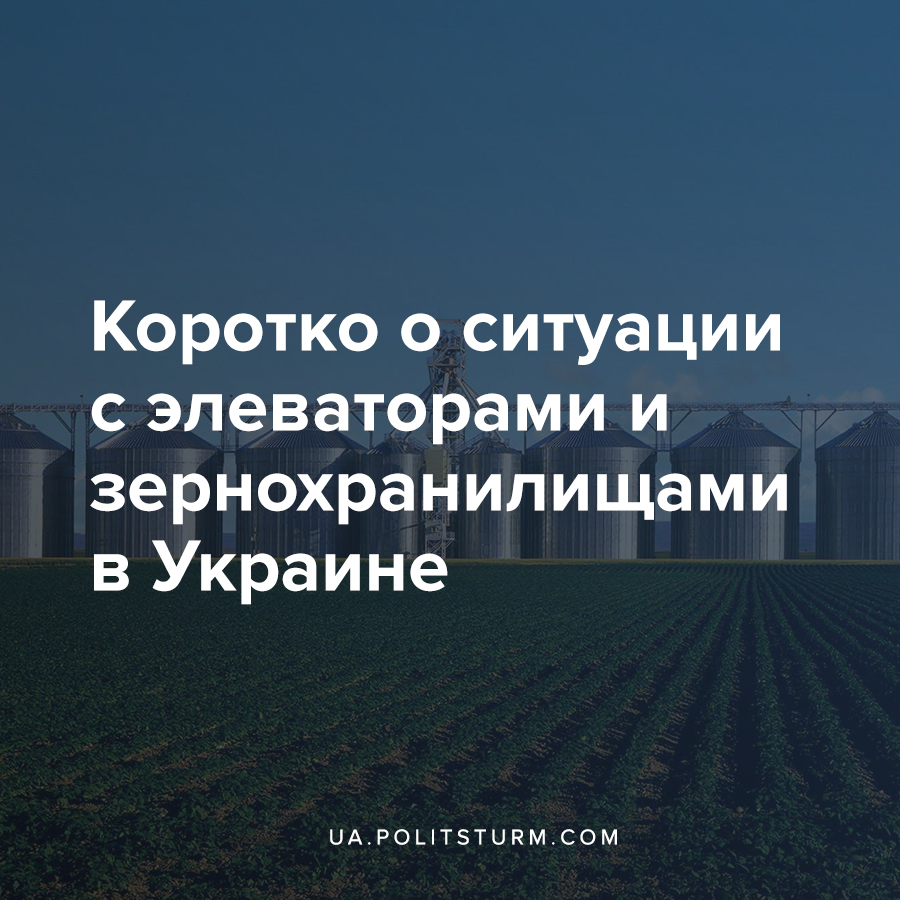 Коротко о ситуации
с элеваторами и
зернохранилищами
в Украине
UA.POLITSTURM.COM